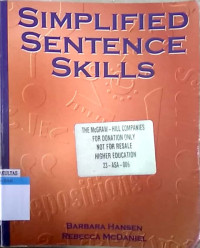 SIMPLIFIED
SENTENCE
SKILLS
THE McGRAW-HILL COMPANIES
FOR DONATION ONLY
NOT FOR RESALE
HIGHER EDUCATION
BARBARA HANSEN
REBECCA McDANIEL